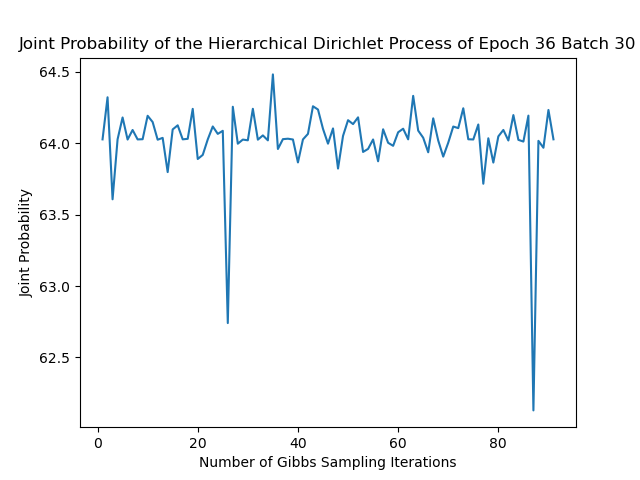 Joint Probability of the Hierarchical Dirichlet Process of Epoch 36 Batch 30
64.5
64.0
63.5
63.0
62.5
Joint Probability
0 20 40 60 80
Number of Gibbs Sampling Iterations